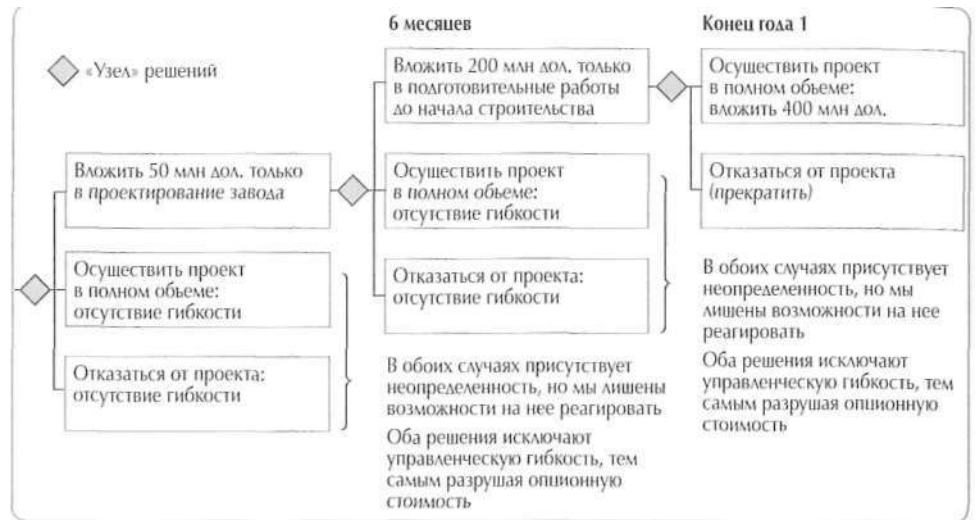 6 месяцев
Конец года 1
«Узел» решений
Вложить 50 млн дол. только
в проектирование завода
Осуществить проект
в полном объеме:
отсутствие гибкости
Отказаться от проекта:
отсутствие гибкости
Вложить 200 млн дол. только
в подготовительные работы
до начала строительства
Осуществить проект
в полном объеме:
отсутствие гибкости
Отказаться от проекта:
отсутствие гибкости
В обоих случаях присутствует
неопределенность, но мы лишены
возможности на нее реагировать
Оба решения исключают
управленческую гибкость, тем
самым разрушая опционную
стоимость
Осуществить проект
в полном объеме:
вложить 400 млн дол.
Отказаться от проекта
(прекратить)
В обоих случаях присутствует
неопределенность, но мы
лишены возможности на нее
реагировать
Оба решения исключают
управленческую гибкость, тем
самым разрушая опционную
стоимость